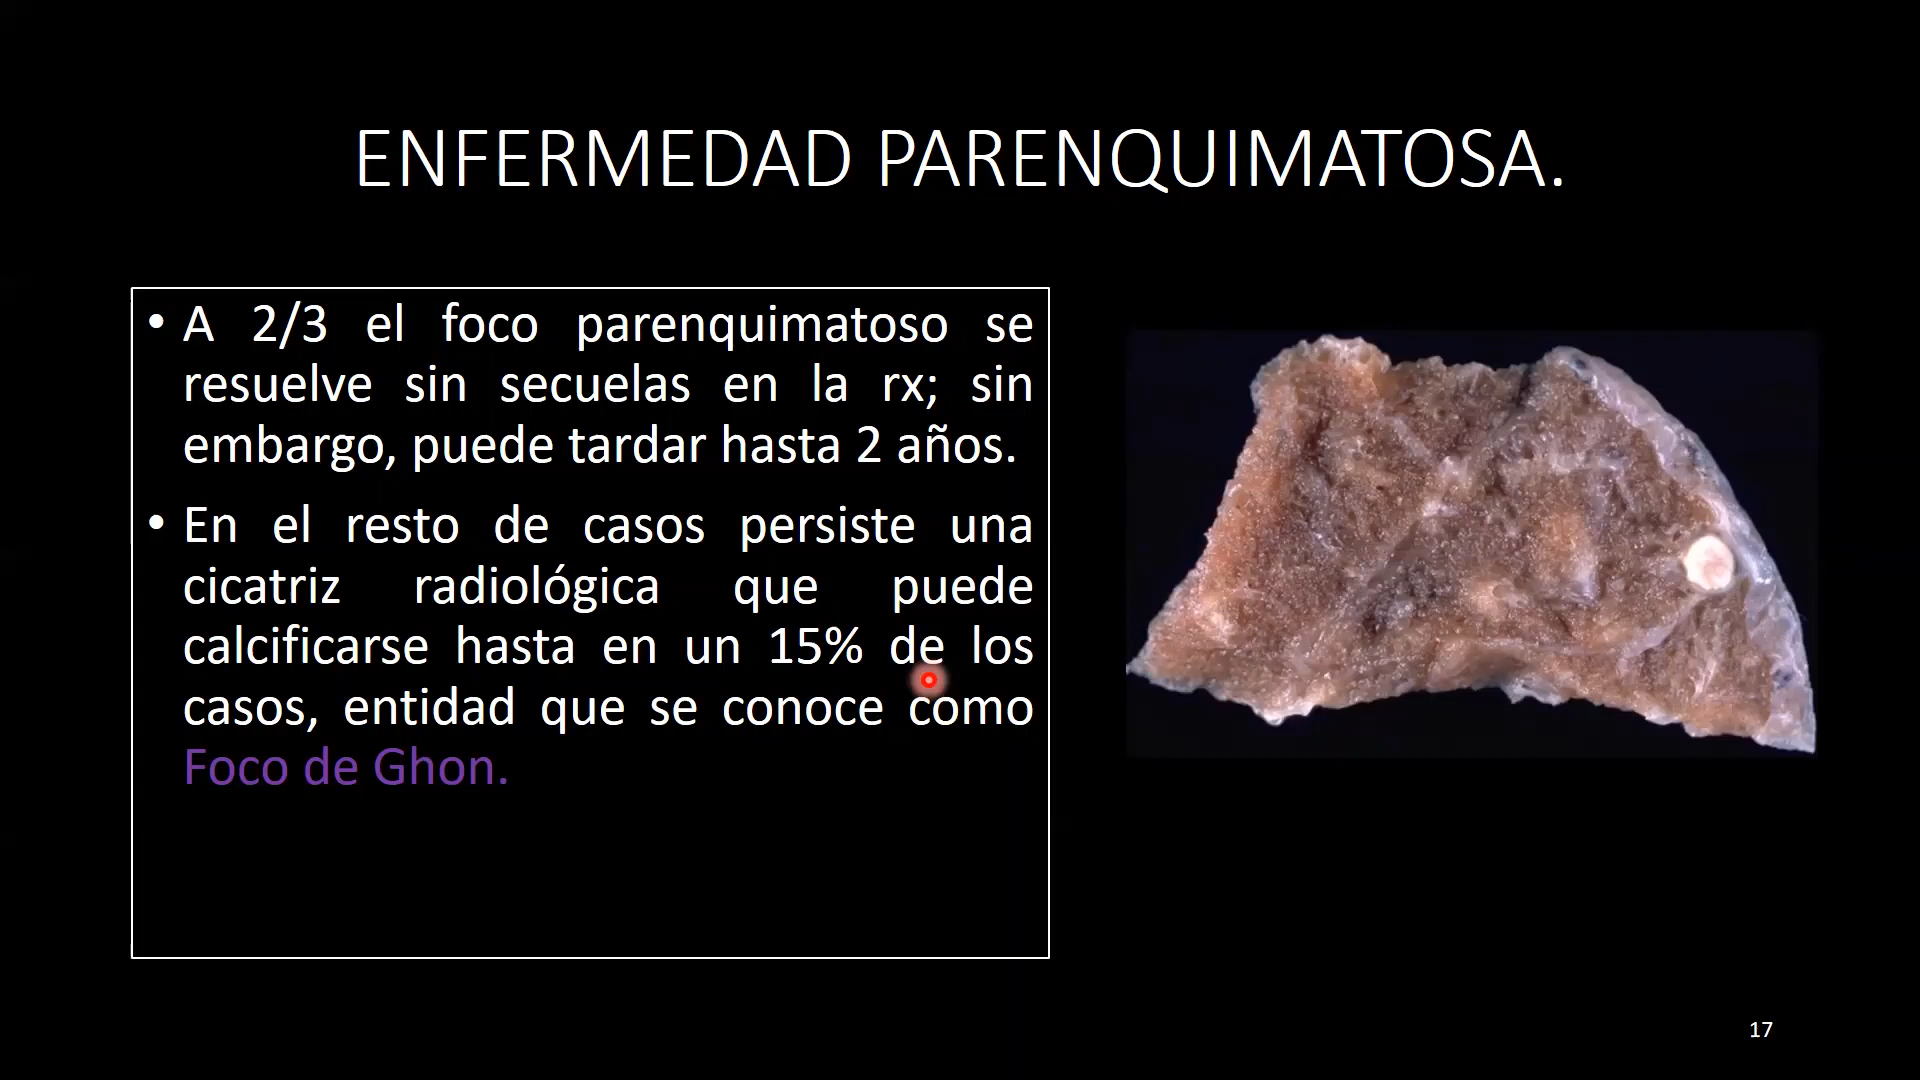 ENFERMEDAD PARENQUIMATOSA.
• A 2/3 el foco parenquimatoso se
resuelve sin secuelas en la rx; sin
embargo, puede tardar hasta 2 años.
• En el resto de casos persiste una
cicatriz radiológica que puede
calcificarse hasta en un 15% de los
casos, entidad que se conoce como
Foco de Ghon.
17